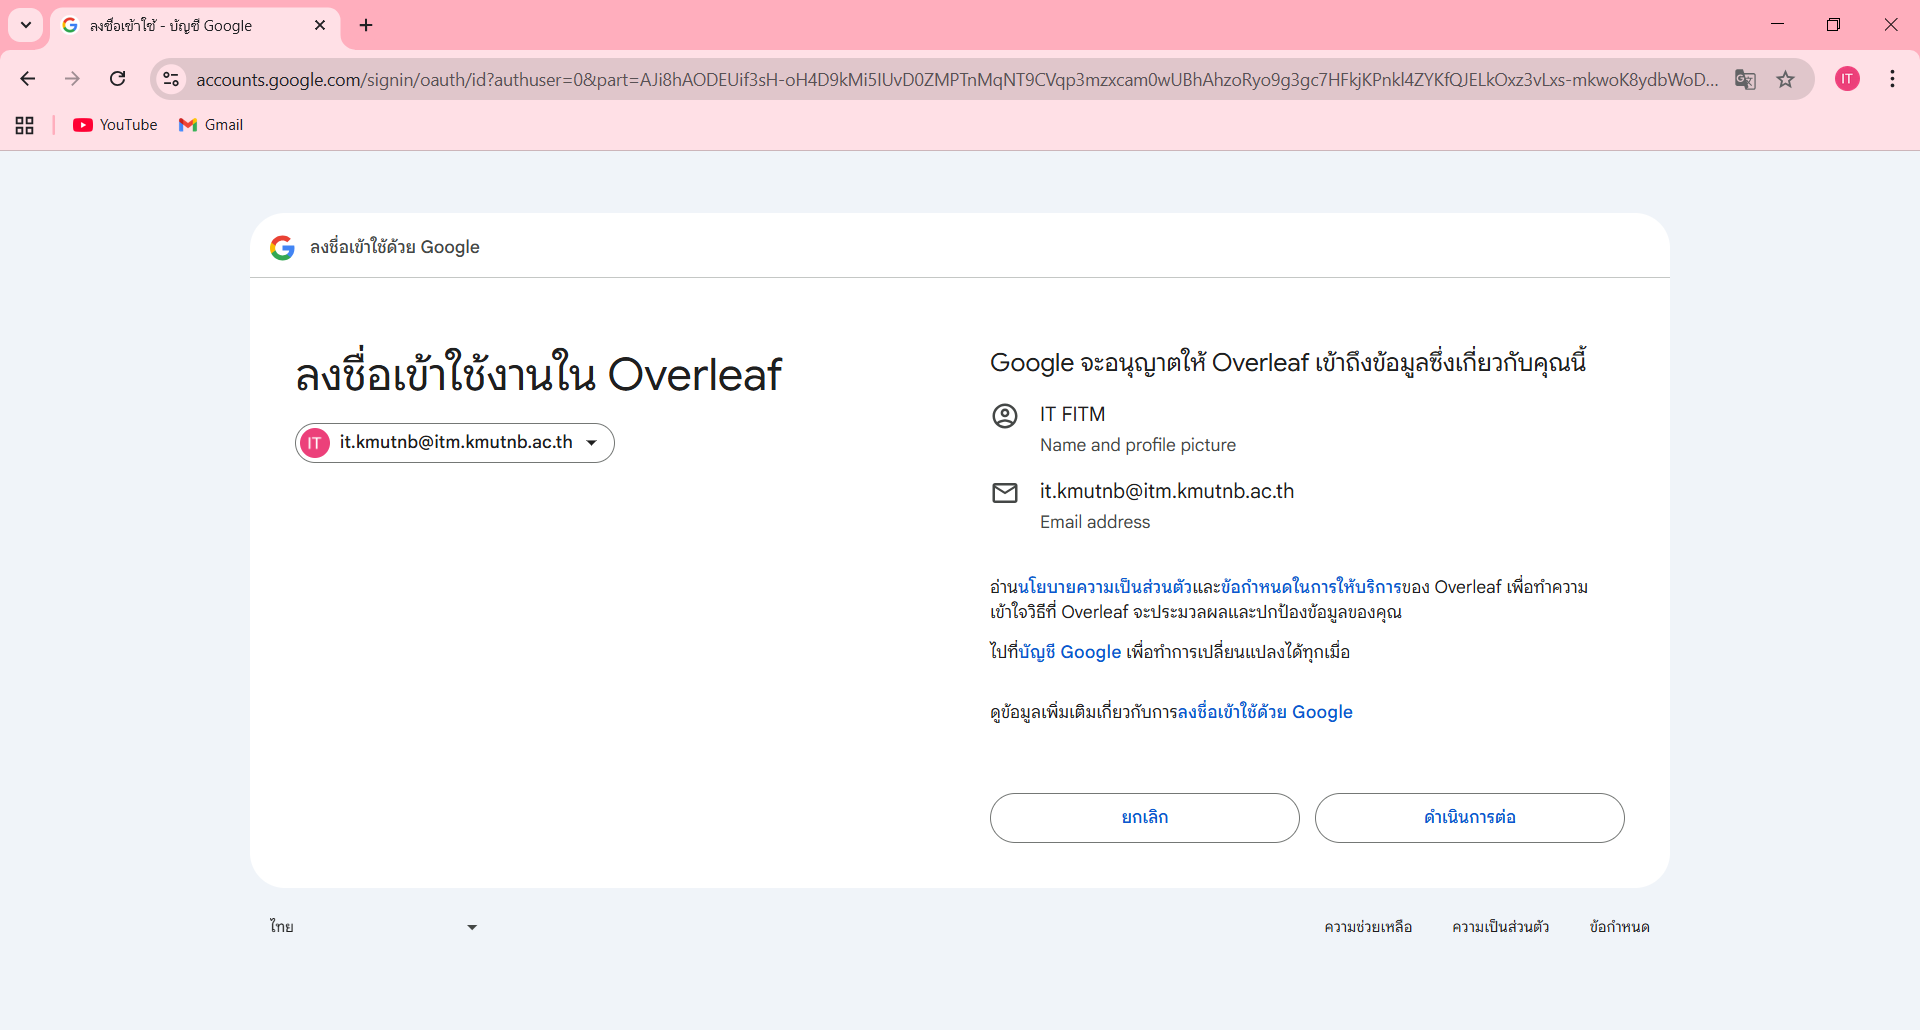 ลงชื่อเข้าใช้ - บัญชี Google
accounts.google.com/signin/oauth/id?authuser=0&part=AJi8hAODEUif3sH-oH4D9kMi5IUvD0ZMPTnMqNT9CVqp3mzxcam0wUBhAhzoRyo9g3gc7HFkjKPnkl4ZYKfQJELkOxz3vLxs-mkwoK8ydbWoD...
IT
YouTube
Gmail
ลงชื่อเข้าใช้ด้วย Google
ลงชื่อเข้าใช้งานใน Overleaf
IT it.kmutnb@itm.kmutnb.ac.th
Google จะอนุญาตให้ Overleaf เข้าถึงข้อมูลซึ่งเกี่ยวกับคุณนี้
IT FITM
Name and profile picture
it.kmutnb@itm.kmutnb.ac.th
Email address
อ่านนโยบายความเป็นส่วนตัวและข้อกำหนดในการให้บริการของ Overleaf เพื่อทำความ
เข้าใจวิธีที่ Overleaf จะประมวลผลและปกป้องข้อมูลของคุณ
ไปที่บัญชี Google เพื่อทำการเปลี่ยนแปลงได้ทุกเมื่อ
ดูข้อมูลเพิ่มเติมเกี่ยวกับการลงชื่อเข้าใช้ด้วย Google
ยกเลิก
ดำเนินการต่อ
ไทย
ความช่วยเหลือ
ความเป็นส่วนตัว
ข้อกำหนด